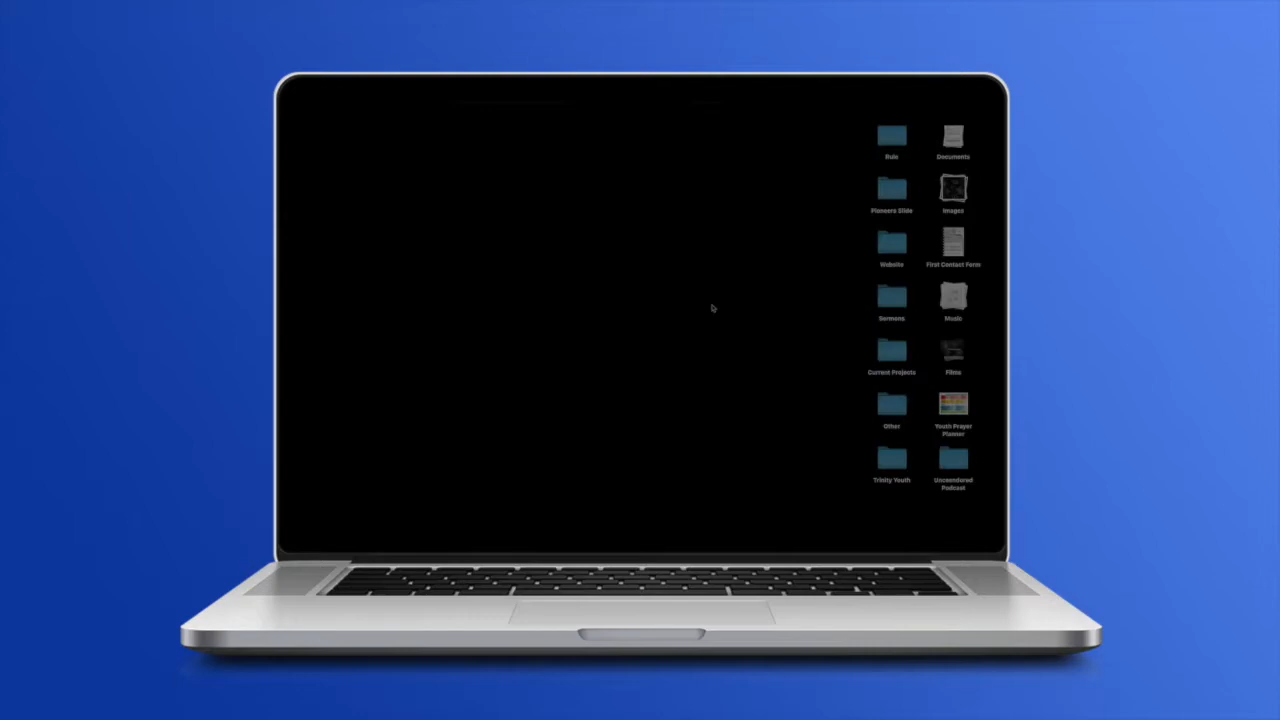 Rule
Documents
Pioneers Slide
Images
Website
First Contact Form
Sermons
Music
Current Projects
Films
Other
Youth Prayer
Planner
Trinity Youth
Uncensored
Podcast